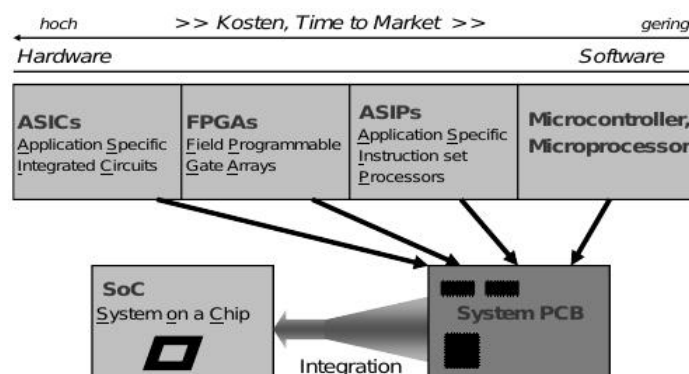 hoch >> Kosten, Time to Market >> gering
Hardware Software
ASICs
Application Specific
Integrated Circuits
FPGAs
Field Programmable
Gate Arrays
ASIPs
Application Specific
Instruction set
Processors
Microcontroller,
Microprocessor
SoC
System on a Chip
Integration
System PCB